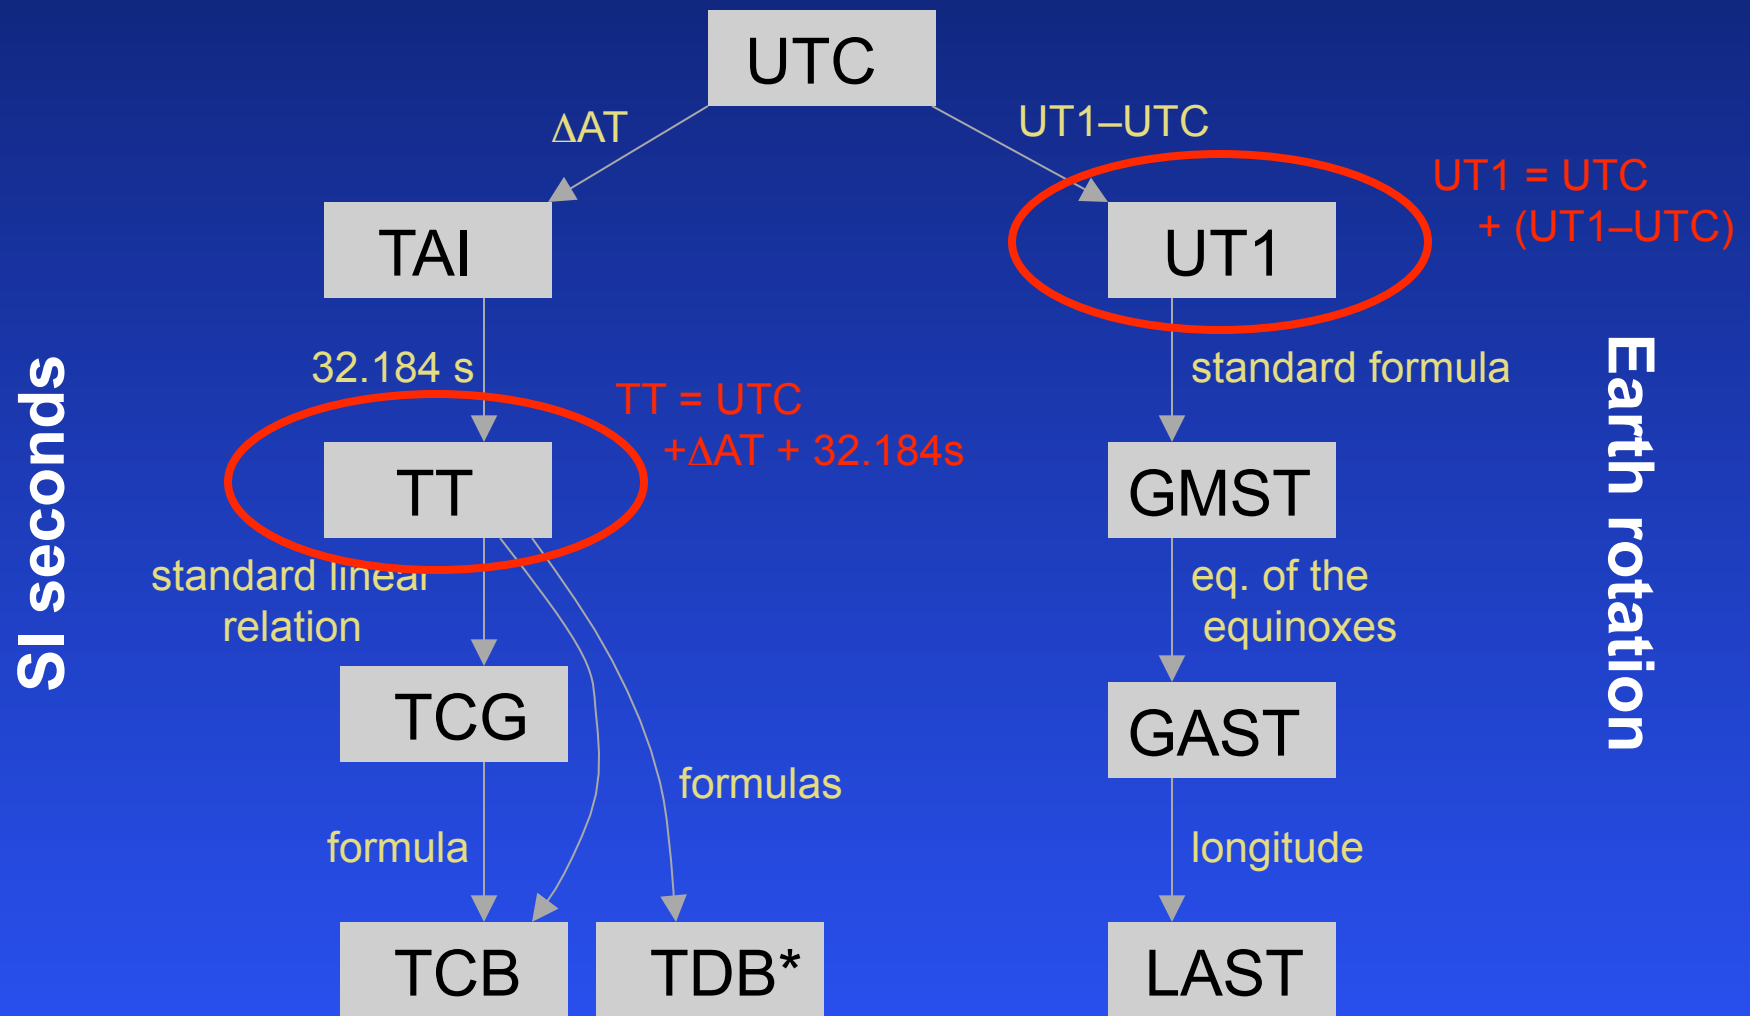 UTC
ΔAT
UT1–UTC
UT1 = UTC
+ (UT1–UTC)
TAI
UT1
32.184 s
standard formula
TT = UTC
+ΔAT + 32.184s
SI seconds
Earth rotation
TT
GMST
standard linear
relation
eq. of the
equinoxes
TCG
GAST
formulas
formula
longitude
TCB
TDB*
LAST